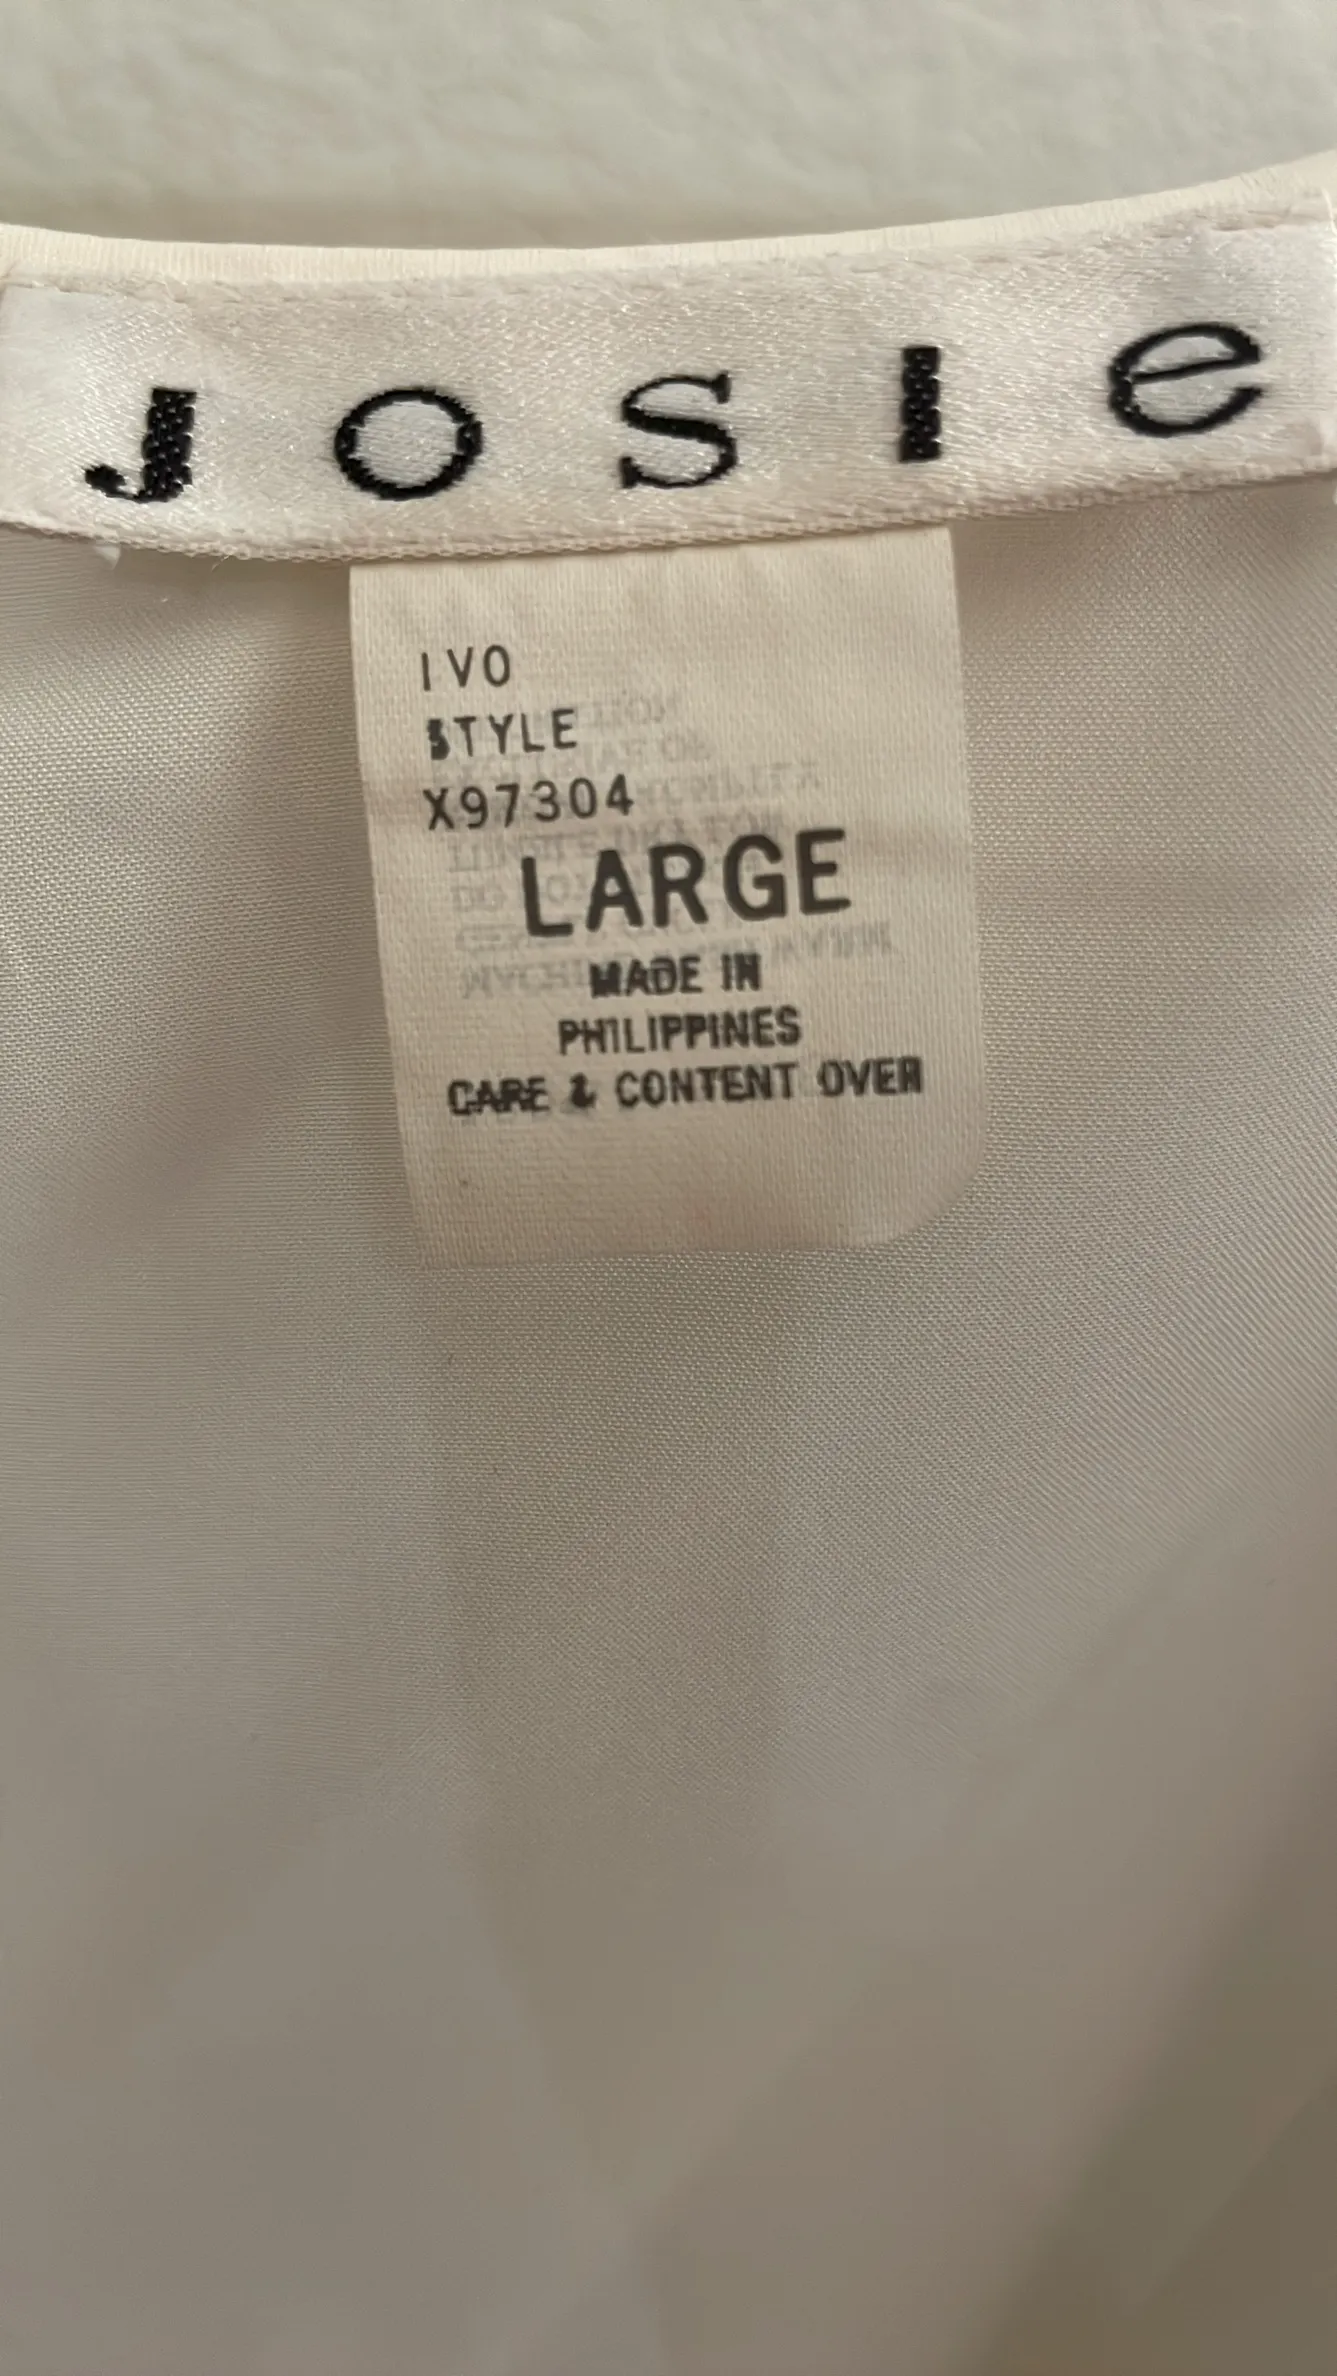 Josie
IVO
STYLE
X97304
LARGE
MADE IN
PHILIPPINES
CARE & CONTENT OVER